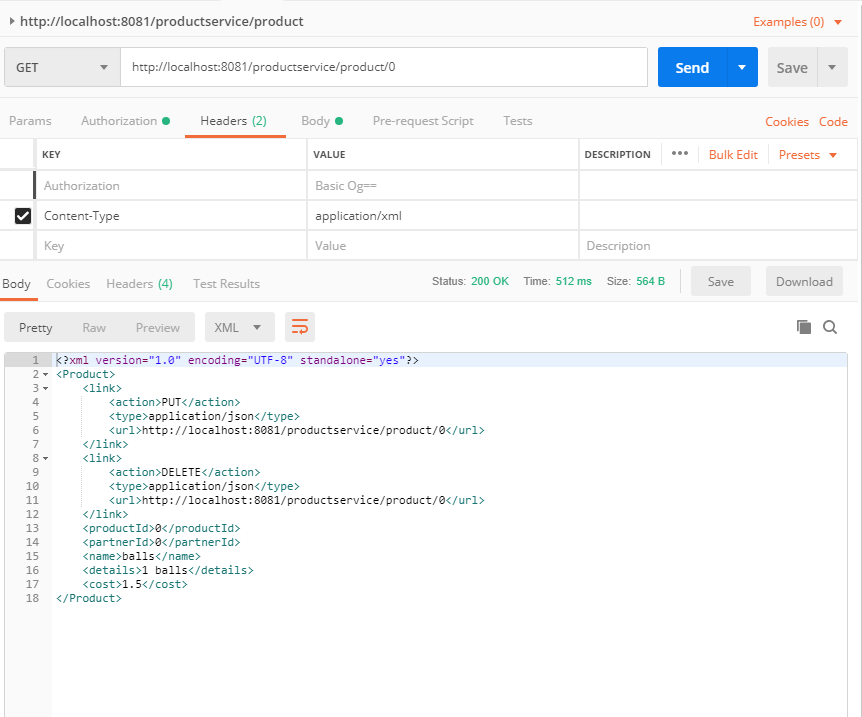 http://localhost:8081/productservice/product Examples (0)
GET http://localhost:8081/productservice/product/0 Send Save
Params Authorization Headers (2) Body Pre-request Script Tests Cookies Code
KEY VALUE DESCRIPTION ••• Bulk Edit Presets
Authorization Basic Og==
Content-Type application/xml
Key Value Description
Body Cookies Headers (4) Test Results Status: 200 OK Time: 512 ms Size: 564 B Save Download
Pretty Raw Preview XML
1 <?xml version="1.0" encoding="UTF-8" standalone="yes"?>
2 <Product>
3 <link>
4 <action>PUT</action>
5 <type>application/json</type>
6 <url>http://localhost:8081/productservice/product/0</url>
7 </link>
8 <link>
9 <action>DELETE</action>
10 <type>application/json</type>
11 <url>http://localhost:8081/productservice/product/0</url>
12 </link>
13 <productId>0</productId>
14 <partnerId>0</partnerId>
15 <name>balls</name>
16 <details>1 balls</details>
17 <cost>1.5</cost>
18 </Product>